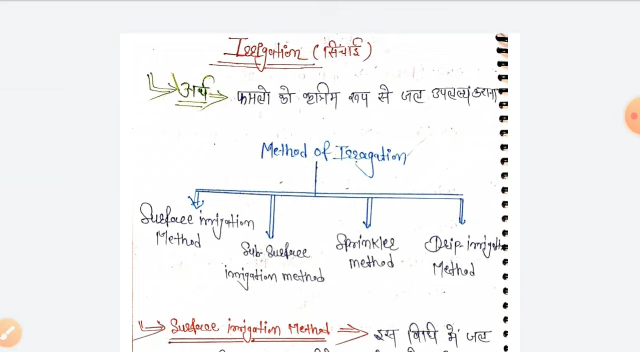 Irrigation (सिंचाई)
अर्थ → फसलो को कृत्रिम रूप से जल उपलब्ध कराना
Method of Irragation
Surface irrigation Method
Sub-Surface irrigation method
Sprinkler method
Drip irrigation Method
Surface irrigation Method ⇒ इस विधि में जल